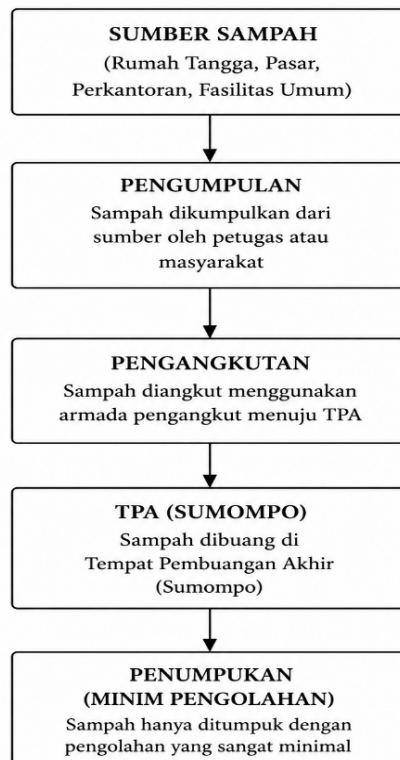 SUMBER SAMPAH
(Rumah Tangga, Pasar,
Perkantoran, Fasilitas Umum)
PENGUMPULAN
Sampah dikumpulkan dari
sumber oleh petugas atau
masyarakat
PENGANGKUTAN
Sampah diangkut menggunakan
armada pengangkut menuju TPA
TPA (SUMOMPO)
Sampah dibuang di
Tempat Pembuangan Akhir
(Sumompo)
PENUMPUKAN
(MINIM PENGOLAHAN)
Sampah hanya ditumpuk dengan
pengolahan yang sangat minimal